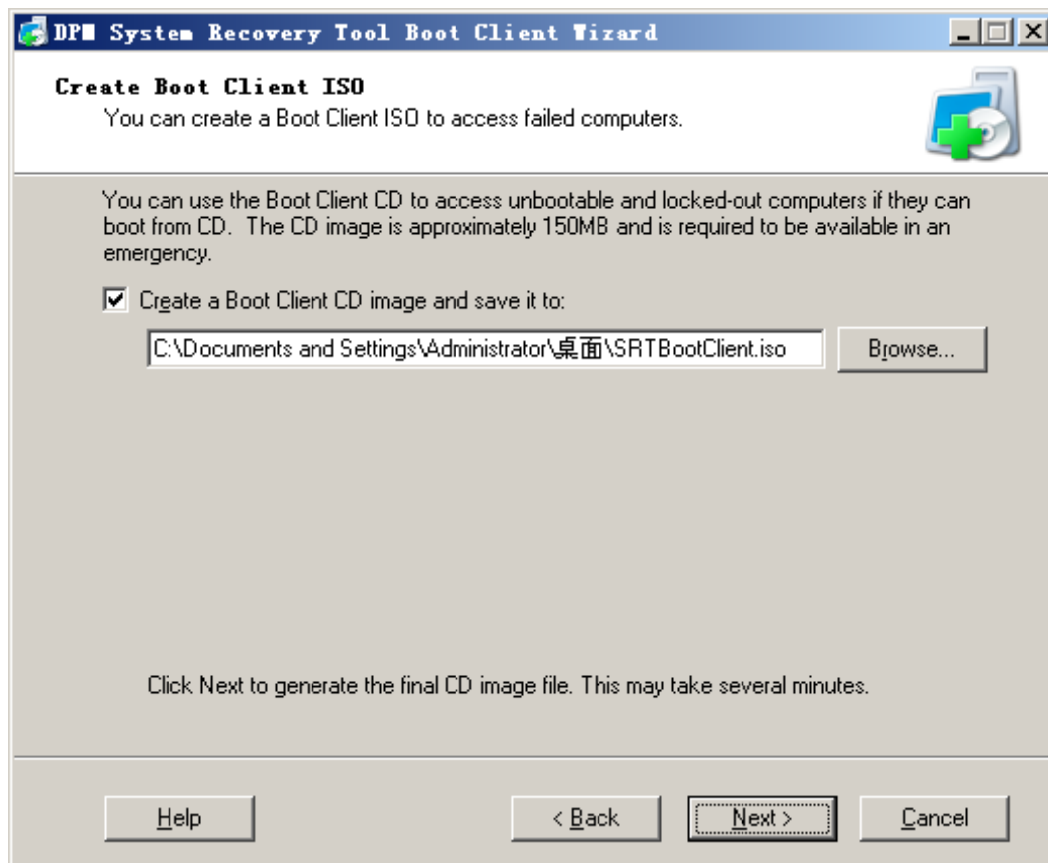 DPM System Recovery Tool Boot Client Wizard
Create Boot Client ISO
You can create a Boot Client ISO to access failed computers.
You can use the Boot Client CD to access unbootable and locked-out computers if they can
boot from CD.  The CD image is approximately 150MB and is required to be available in an
emergency.
Create a Boot Client CD image and save it to:
C:\Documents and Settings\Administrator\桌面\SRTBootClient.iso
Browse...
Click Next to generate the final CD image file. This may take several minutes.
Help
< Back
Next >
Cancel